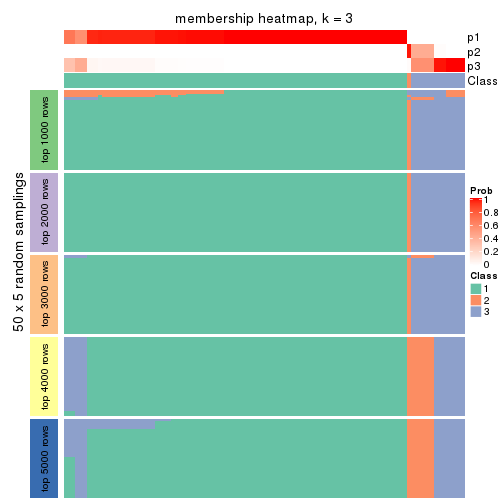 membership heatmap, k = 3
p1
p2
p3
Class
50 x 5 random samplings
top 1000 rows
top 2000 rows
top 3000 rows
top 4000 rows
top 5000 rows
Prob
1
0.8
0.6
0.4
0.2
0
Class
1
2
3